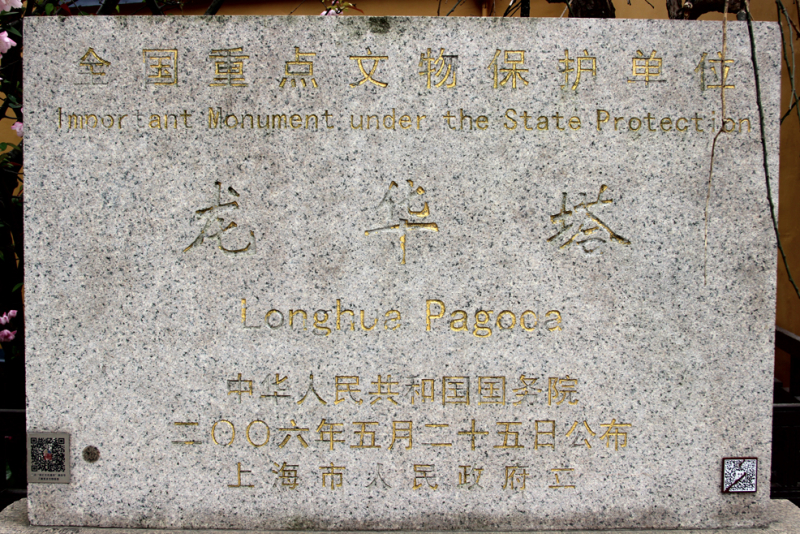 全国重点文物保护单位
Important Monument under the State Protection
龙华塔
Longhua Pagoda
中华人民共和国国务院
二〇〇六年五月二十五日公布
上海市人民政府立